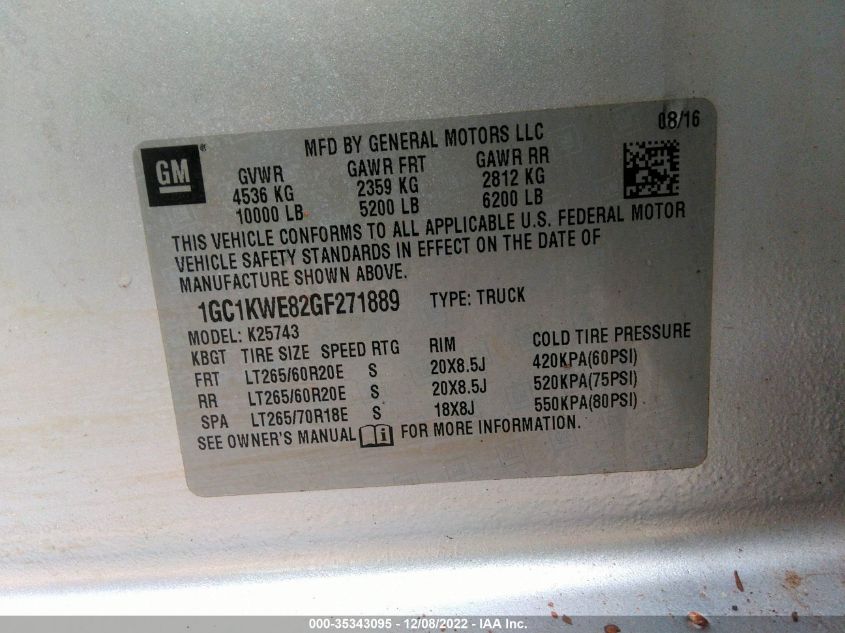 08/16
MFD BY GENERAL MOTORS LLC
GM ®
GVWR GAWR FRT GAWR RR
4536 KG 2359 KG 2812 KG
10000 LB 5200 LB 6200 LB
THIS VEHICLE CONFORMS TO ALL APPLICABLE U.S. FEDERAL MOTOR
VEHICLE SAFETY STANDARDS IN EFFECT ON THE DATE OF
MANUFACTURE SHOWN ABOVE.
1GC1KWE82GF271889 TYPE: TRUCK
MODEL: K25743
KBGT TIRE SIZE SPEED RTG RIM COLD TIRE PRESSURE
FRT LT265/60R20E S 20X8.5J 420KPA(60PSI)
RR LT265/60R20E S 20X8.5J 520KPA(75PSI)
SPA LT265/70R18E S 18X8J 550KPA(80PSI)
SEE OWNER'S MANUAL i FOR MORE INFORMATION.
000-35343095 - 12/08/2022 - IAA Inc.